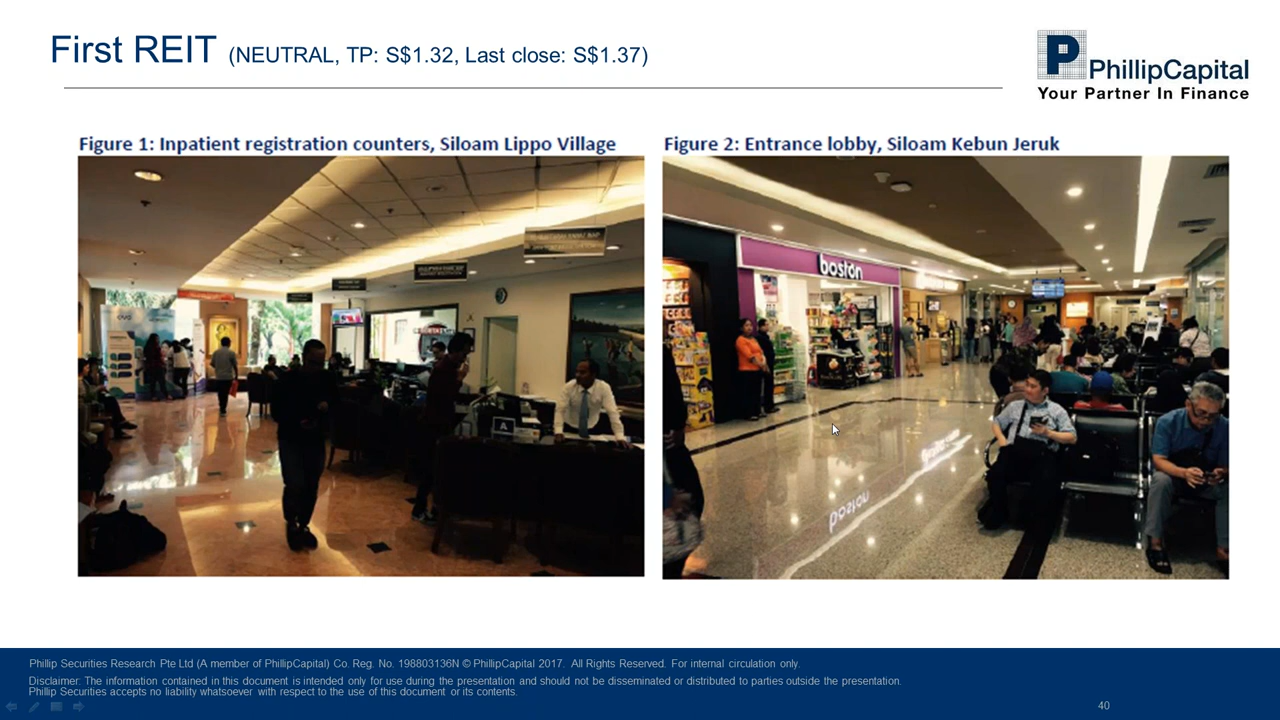 First REIT (NEUTRAL, TP: S$1.32, Last close: S$1.37)
P
PhillipCapital
Your Partner In Finance
Figure 1: Inpatient registration counters, Siloam Lippo Village
Figure 2: Entrance lobby, Siloam Kebun Jeruk
boston
A
Phillip Securities Research Pte Ltd (A member of PhillipCapital) Co. Reg. No. 198803136N © PhillipCapital 2017. All Rights Reserved. For internal circulation only.
Disclaimer: The information contained in this document is intended only for use during the presentation and should not be disseminated or distributed to parties outside the presentation.
Phillip Securities accepts no liability whatsoever with respect to the use of this document or its contents.
40